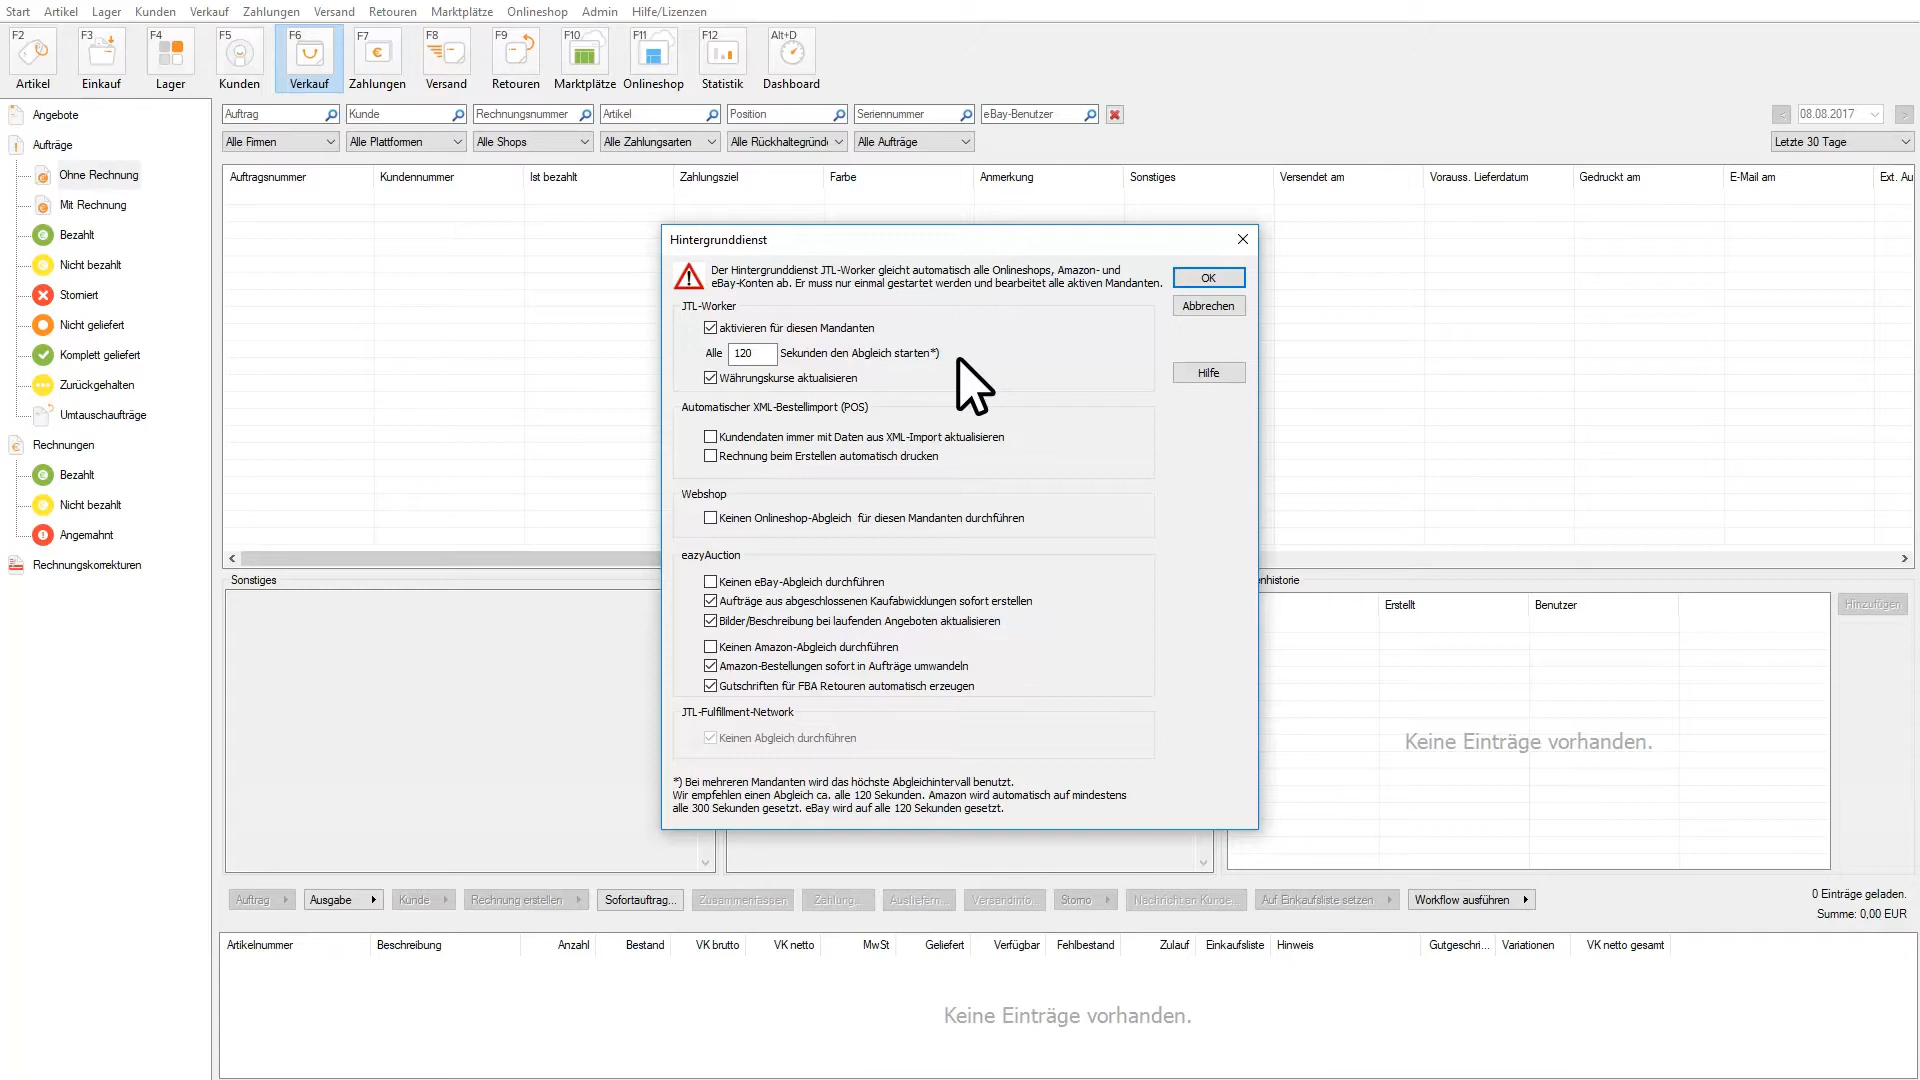 Start Artikel Lager Kunden Verkauf Zahlungen Versand Retouren Marktplätze Onlineshop Admin Hilfe/Lizenzen
F2 F3 F4 F5 F6 F7 F8 F9 F10 F11 F12 Alt+D
Artikel Einkauf Lager Kunden Verkauf Zahlungen Versand Retouren Marktplätze Onlineshop Statistik Dashboard
Angebote
Aufträge
Ohne Rechnung
Mit Rechnung
Bezahlt
Nicht bezahlt
Storniert
Nicht geliefert
Komplett geliefert
Zurückgehalten
Umtauschaufträge
Rechnungen
Bezahlt
Nicht bezahlt
Angemahnt
Rechnungskorrekturen
Auftrag Kunde Rechnungsnummer Artikel Position Seriennummer eBay-Benutzer 08.08.2017
Alle Firmen Alle Plattformen Alle Shops Alle Zahlungsarten Alle Rückhaltegründ Alle Aufträge Letzte 30 Tage
Auftragsnummer Kundennummer Ist bezahlt Zahlungsziel Farbe Anmerkung Sonstiges Versendet am Vorauss. Lieferdatum Gedruckt am E-Mail am Ext. Au
Hintergrunddienst
Der Hintergrunddienst JTL-Worker gleicht automatisch alle Onlineshops, Amazon- und
eBay-Konten ab. Er muss nur einmal gestartet werden und bearbeitet alle aktiven Mandanten.
OK
Abbrechen
Hilfe
JTL-Worker
aktivieren für diesen Mandanten
Alle 120 Sekunden den Abgleich starten*)
Währungskurse aktualisieren
Automatischer XML-Bestellimport (POS)
Kundendaten immer mit Daten aus XML-Import aktualisieren
Rechnung beim Erstellen automatisch drucken
Webshop
Keinen Onlineshop-Abgleich für diesen Mandanten durchführen
eazyAuction
Keinen eBay-Abgleich durchführen
Aufträge aus abgeschlossenen Kaufabwicklungen sofort erstellen
Bilder/Beschreibung bei laufenden Angeboten aktualisieren
Keinen Amazon-Abgleich durchführen
Amazon-Bestellungen sofort in Aufträge umwandeln
Gutschriften für FBA Retouren automatisch erzeugen
JTL-Fulfillment-Network
Keinen Abgleich durchführen
*) Bei mehreren Mandanten wird das höchste Abgleichintervall benutzt.
Wir empfehlen einen Abgleich ca. alle 120 Sekunden. Amazon wird automatisch auf mindestens
alle 300 Sekunden gesetzt. eBay wird auf alle 120 Sekunden gesetzt.
Sonstiges
enhistorie
Erstellt Benutzer
Hinzufügen
Keine Einträge vorhanden.
Auftrag Ausgabe Kunde Rechnung erstellen Sofortauftrag... Zusammenfassen Zahlung... Ausliefern... Versandinfo... Storno Nachricht an Kunde... Auf Einkaufsliste setzen Workflow ausführen
0 Einträge geladen.
Summe: 0,00 EUR
Artikelnummer Beschreibung Anzahl Bestand VK brutto VK netto MwSt Geliefert Verfügbar Fehlbestand Zulauf Einkaufsliste Hinweis Gutgeschri... Variationen VK netto gesamt
Keine Einträge vorhanden.